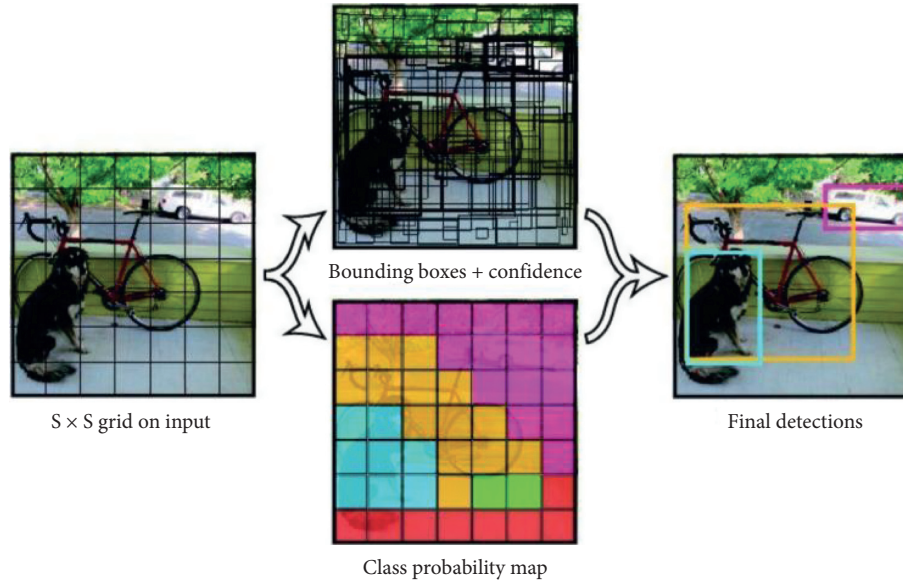 Bounding boxes + confidence
S × S grid on input
Final detections
Class probability map